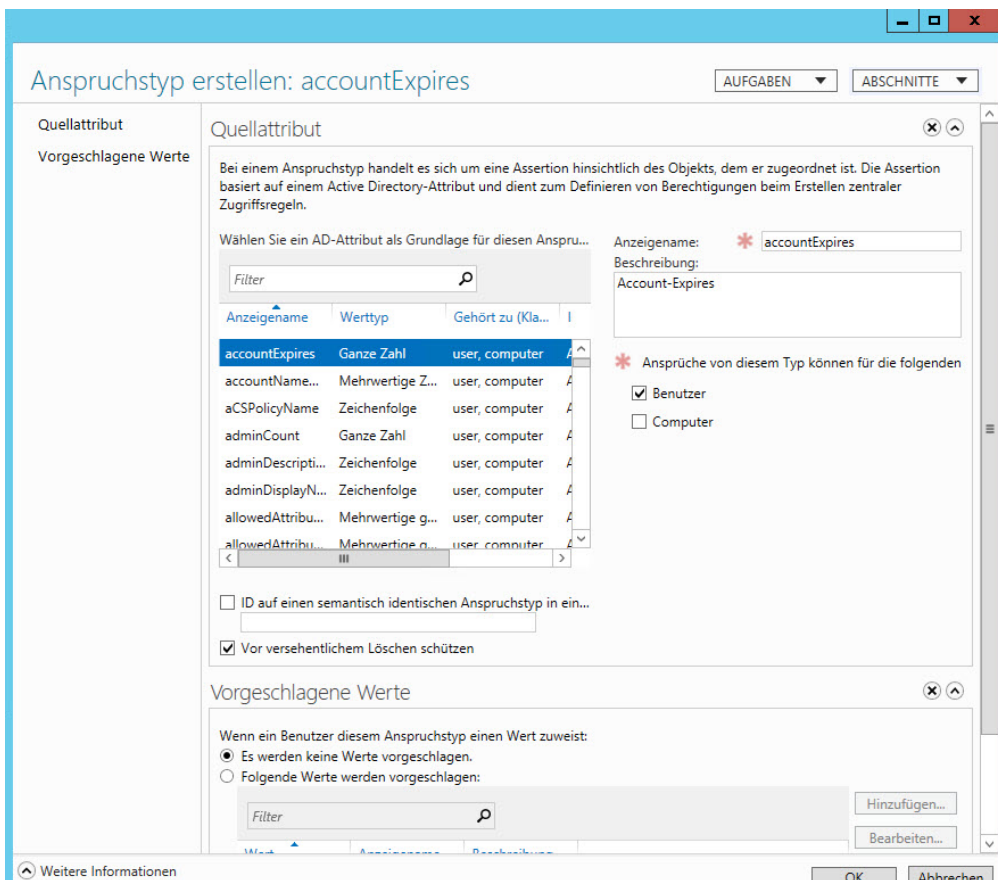 Anspruchstyp erstellen: accountExpires
AUFGABEN
ABSCHNITTE
Quellattribut
Vorgeschlagene Werte
Quellattribut
Bei einem Anspruchstyp handelt es sich um eine Assertion hinsichtlich des Objekts, dem er zugeordnet ist. Die Assertion
basiert auf einem Active Directory-Attribut und dient zum Definieren von Berechtigungen beim Erstellen zentraler
Zugriffsregeln.
Wählen Sie ein AD-Attribut als Grundlage für diesen Anspru...
Filter
Anzeigename Werttyp Gehört zu (Kla... I
accountExpires Ganze Zahl user, computer A
accountName... Mehrwertige Z... user, computer A
aCSPolicyName Zeichenfolge user, computer A
adminCount Ganze Zahl user, computer A
adminDescripti... Zeichenfolge user, computer A
adminDisplayN... Zeichenfolge user, computer A
allowedAttribu... Mehrwertige g... user, computer A
allowedAttribu... Mehrwertige g... user, computer A
Anzeigename: * accountExpires
Beschreibung:
Account-Expires
* Ansprüche von diesem Typ können für die folgenden
Benutzer
Computer
ID auf einen semantisch identischen Anspruchstyp in ein...
Vor versehentlichem Löschen schützen
Vorgeschlagene Werte
Wenn ein Benutzer diesem Anspruchstyp einen Wert zuweist:
Es werden keine Werte vorgeschlagen.
Folgende Werte werden vorgeschlagen:
Filter
Hinzufügen...
Bearbeiten...
Wert Anzeigename Beschreibung
Weitere Informationen
OK Abbrechen